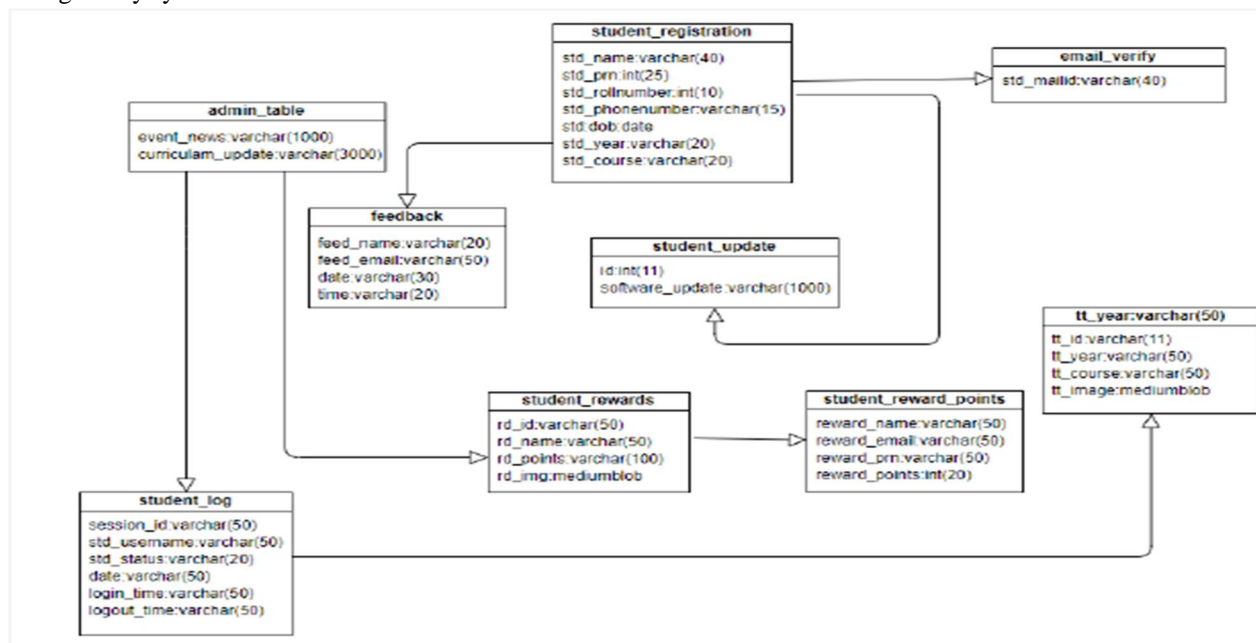 student_registration
std_name:varchar(40)
std_prn:int(25)
std_rollnumber:int(10)
std_phonenumber:varchar(15)
std:dob:date
std_year:varchar(20)
std_course:varchar(20)
email_verify
std_mailid:varchar(40)
admin_table
event_news:varchar(1000)
curriculam_update:varchar(3000)
feedback
feed_name:varchar(20)
feed_email:varchar(50)
date:varchar(30)
time:varchar(20)
student_update
id:int(11)
software_update:varchar(1000)
tt_year:varchar(50)
tt_id:varchar(11)
tt_year:varchar(50)
tt_course:varchar(50)
tt_image:mediumblob
student_rewards
rd_id:varchar(50)
rd_name:varchar(50)
rd_points:varchar(100)
rd_img:mediumblob
student_reward_points
reward_name:varchar(50)
reward_email:varchar(50)
reward_prn:varchar(50)
reward_points:int(20)
student_log
session_id:varchar(50)
std_username:varchar(50)
std_status:varchar(20)
date:varchar(50)
login_time:varchar(50)
logout_time:varchar(50)